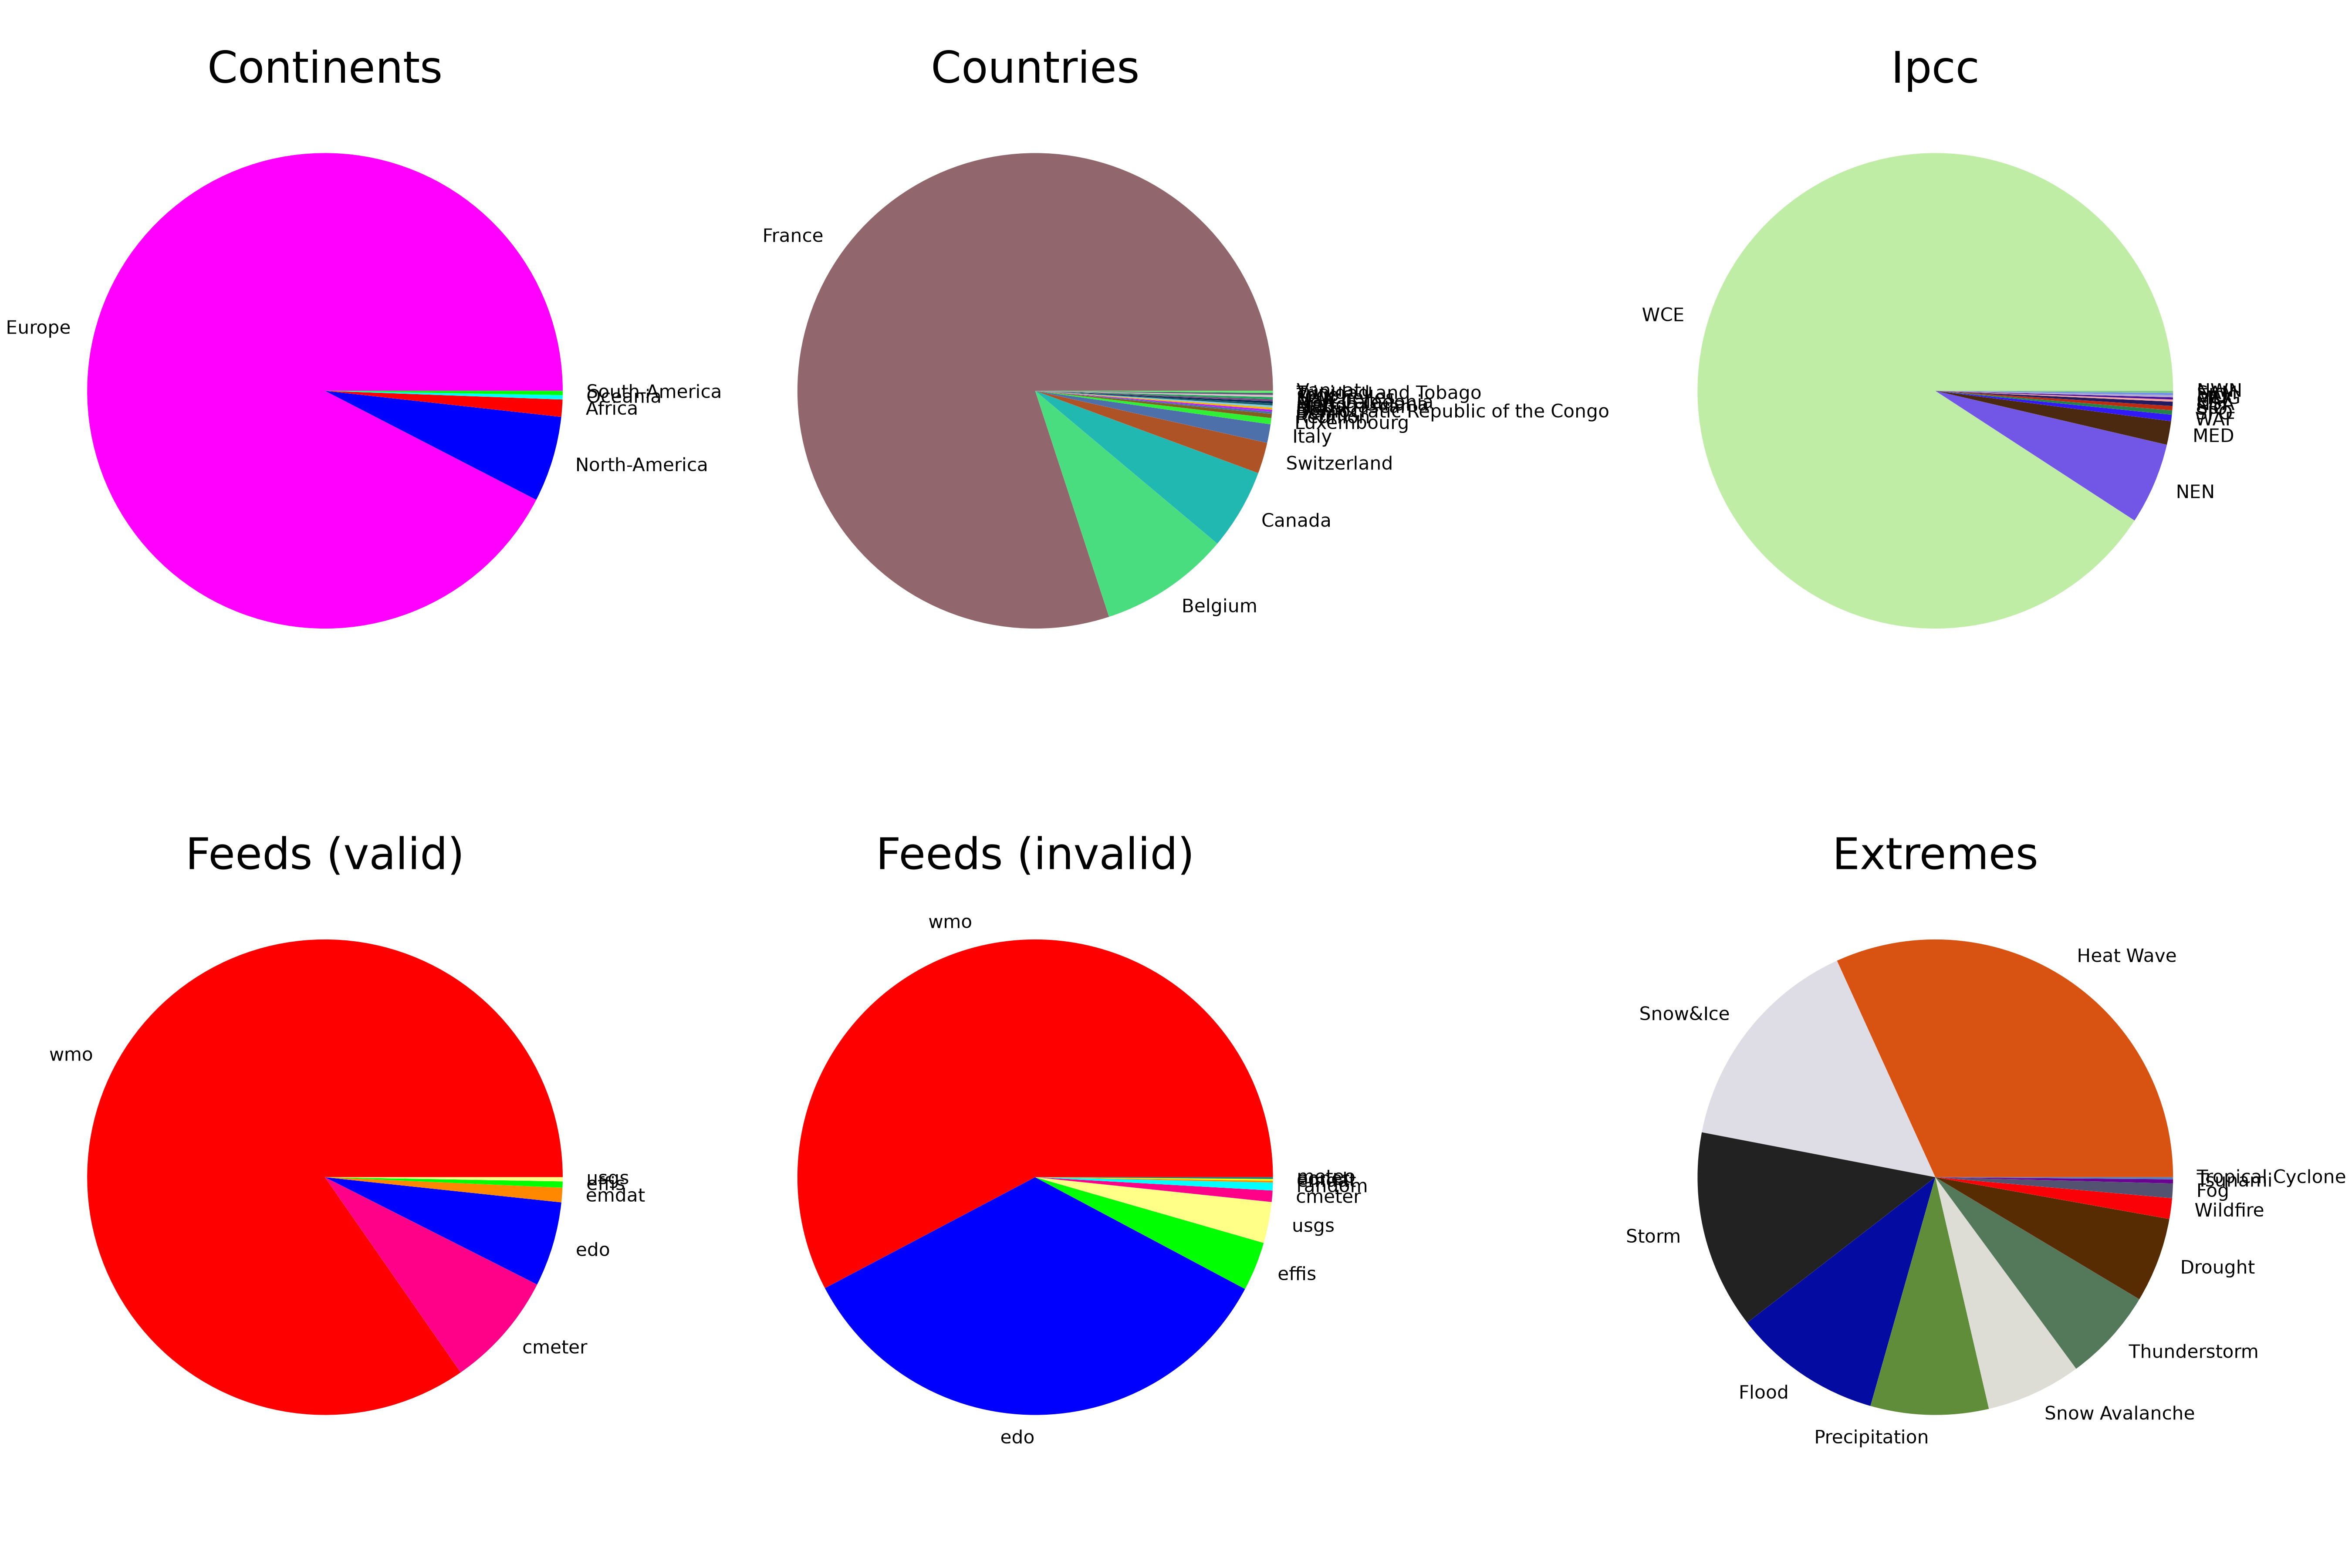 Continents
Countries
Ipcc
Europe
South-America
Oceania
Africa
North-America
France
Vanuatu
Trinidad and Tobago
Democratic Republic of the Congo
Luxembourg
Italy
Switzerland
Canada
Belgium
WCE
NWN
WAF
MED
NEN
Feeds (valid)
Feeds (invalid)
Extremes
wmo
usgs
effis
emdat
edo
cmeter
wmo
random
cmeter
usgs
effis
edo
Heat Wave
Snow&Ice
Storm
Flood
Precipitation
Snow Avalanche
Thunderstorm
Drought
Wildfire
Fog
Tsunami
Tropical Cyclone